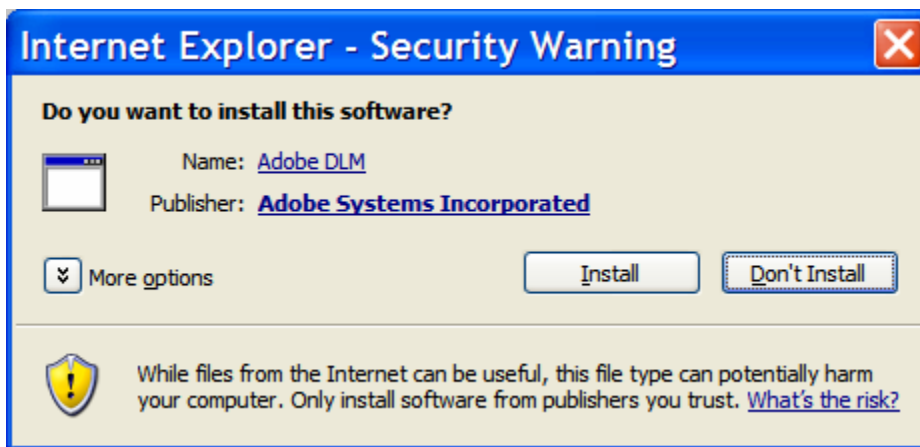 Internet Explorer - Security Warning
Do you want to install this software?
Name: Adobe DLM
Publisher: Adobe Systems Incorporated
More options Install Don't Install
While files from the Internet can be useful, this file type can potentially harm
your computer. Only install software from publishers you trust. What's the risk?